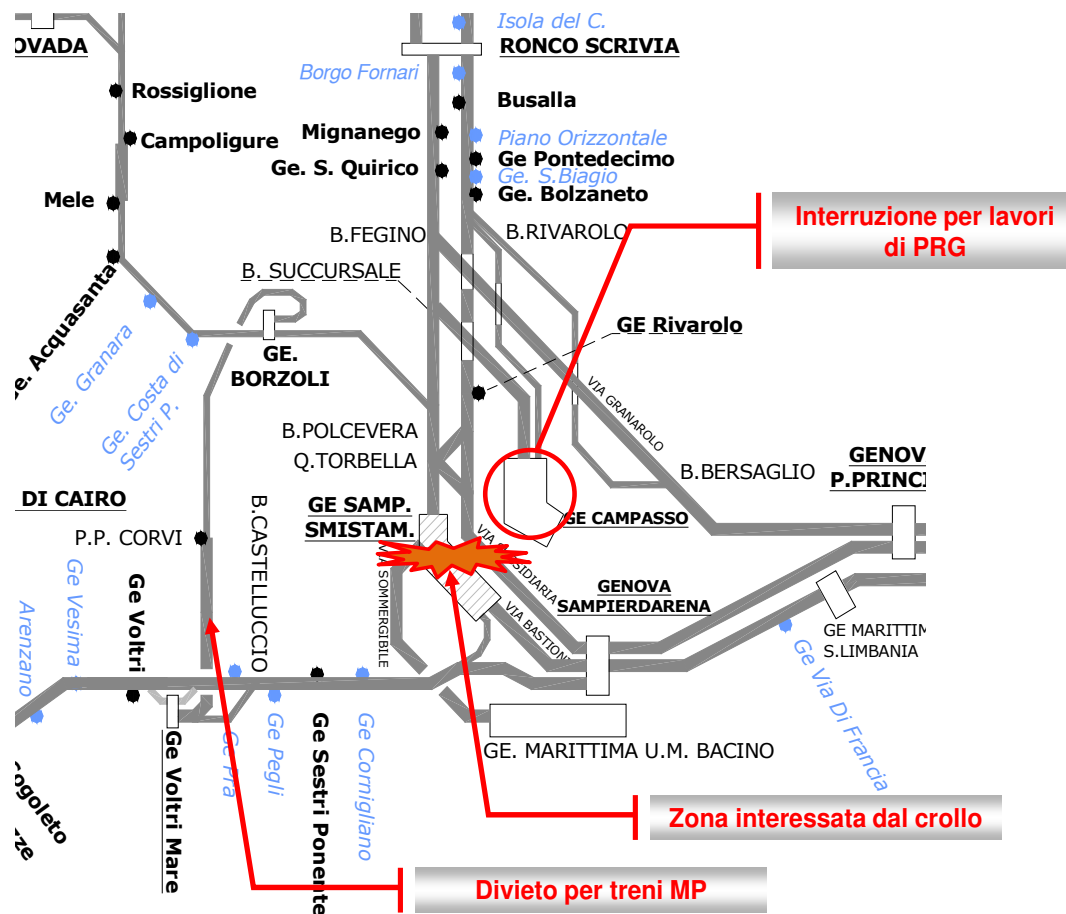 Isola del C.
OVADA
RONCO SCRIVIA
Borgo Fornari
Rossiglione
Busalla
Campoligure
Mignanego
Piano Orizzontale
Ge Pontedecimo
Ge. S. Quirico
Ge. S.Biagio
Mele
Ge. Bolzaneto
Interruzione per lavori
di PRG
B.FEGINO
B.RIVAROLO
B. SUCCURSALE
e. Acquasanta
Ge. Granara
Ge. Costa di
Sestri P.
GE.
BORZOLI
GE Rivarolo
VIA GRANAROLO
B.POLCEVERA
Q.TORBELLA
B.BERSAGLIO
GENOV
P.PRINCI
DI CAIRO
GE SAMP.
SMISTAM.
GE CAMPASSO
P.P. CORVI
B.CASTELLUCCIO
VIA SOMMERGIBILE
GENOVA
SAMPIERDARENA
VIA BASTIONI
GE MARITTIM
S.LIMBANIA
Arenzano
Ge Vesima
Ge Voltri
Ge Via Di Francia
ogoleto
ze
Ge Voltri Mare
Ge Pra
Ge Pegli
Ge Sestri Ponente
Ge Cornigliano
GE. MARITTIMA U.M. BACINO
Zona interessata dal crollo
Divieto per treni MP